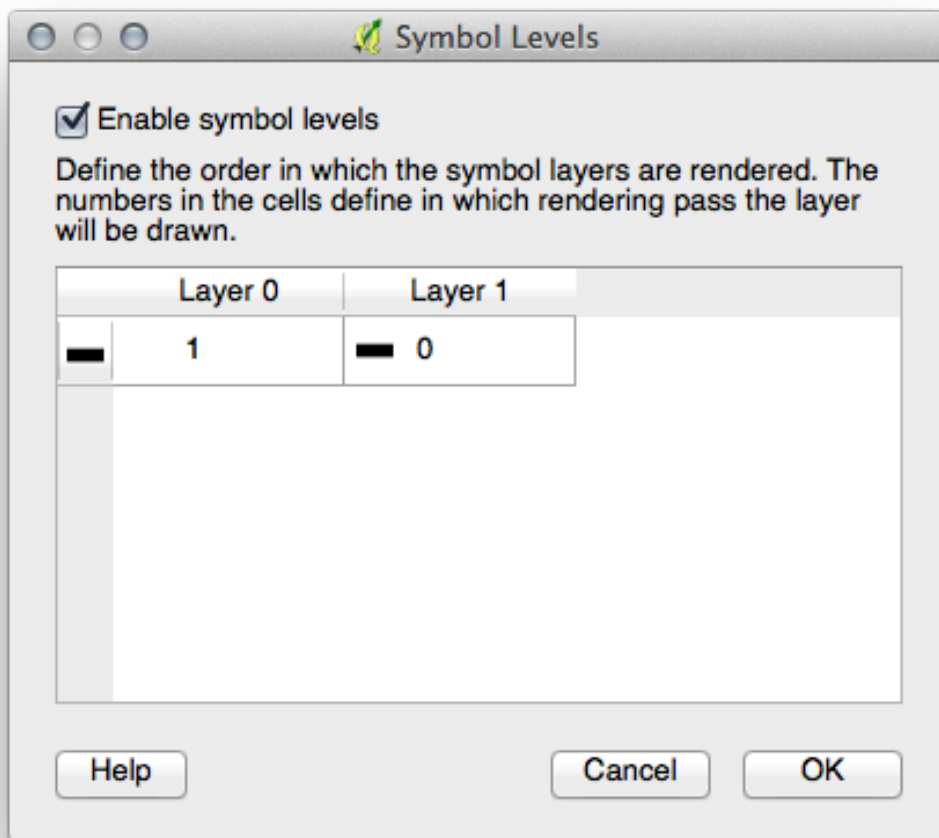 Symbol Levels
Enable symbol levels
Define the order in which the symbol layers are rendered. The
numbers in the cells define in which rendering pass the layer
will be drawn.
Layer 0 Layer 1
1 0
Help Cancel OK